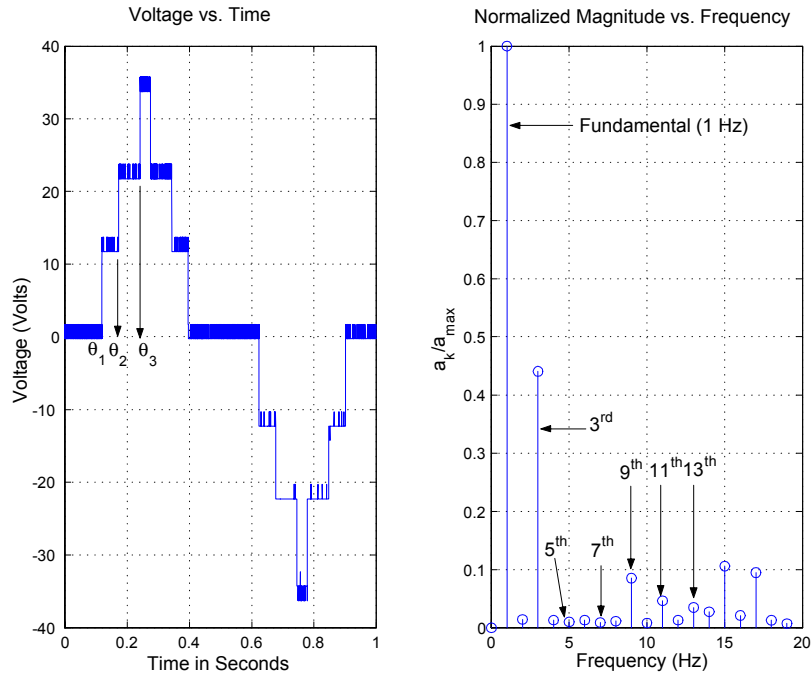 Voltage vs. Time
40
30
20
10
0
-10
-20
-30
-40
Voltage (Volts)
θ1 θ2 θ3
0 0.2 0.4 0.6 0.8 1
Time in Seconds
Normalized Magnitude vs. Frequency
1
0.9
0.8
0.7
0.6
0.5
0.4
0.3
0.2
0.1
0
a_k/a_max
Fundamental (1 Hz)
3rd
9th 11th 13th
5th 7th
0 5 10 15 20
Frequency (Hz)